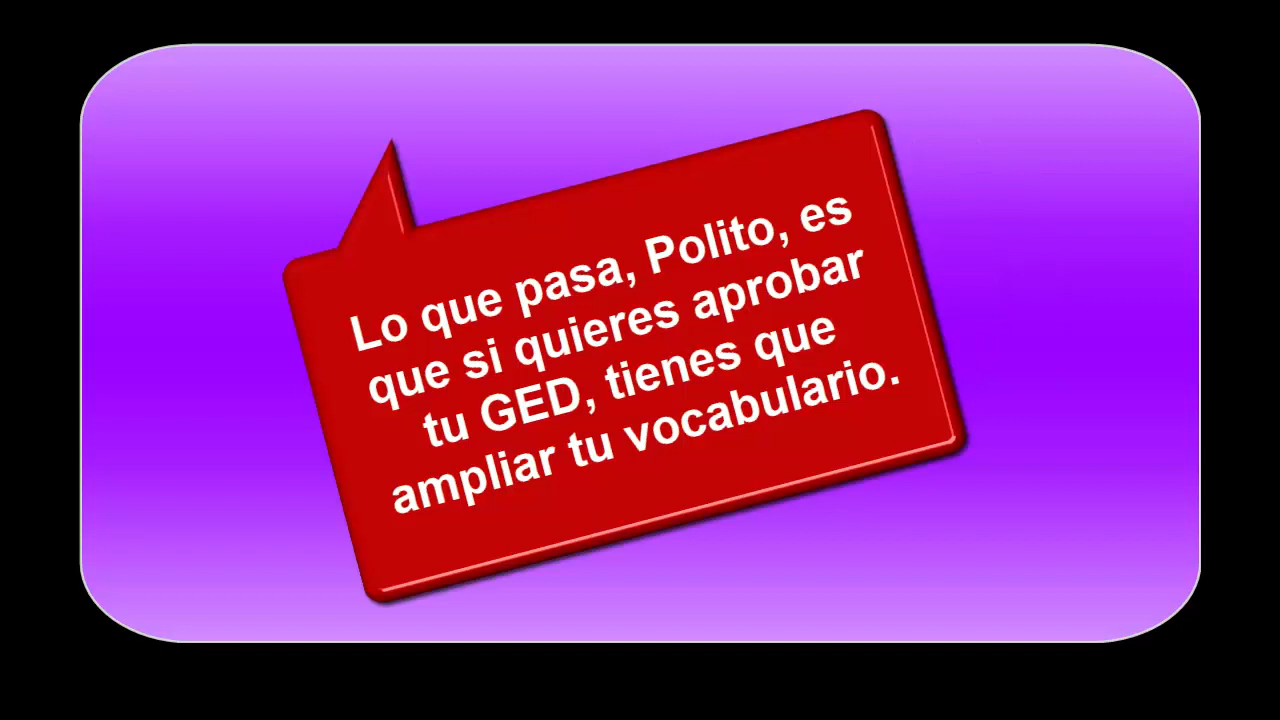 Lo que pasa, Polito, es
que si quieres aprobar
tu GED, tienes que
ampliar tu vocabulario.